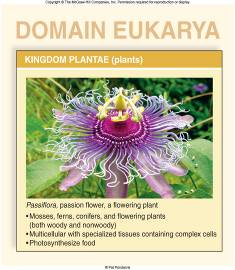 Copyright © The McGraw-Hill Companies, Inc. Permission required for reproduction or display.
DOMAIN EUKARYA
KINGDOM PLANTAE (plants)
Passiflora, passion flower, a flowering plant
• Mosses, ferns, conifers, and flowering plants
(both woody and nonwoody)
• Multicellular with specialized tissues containing complex cells
• Photosynthesize food
© Pat Pendarvis